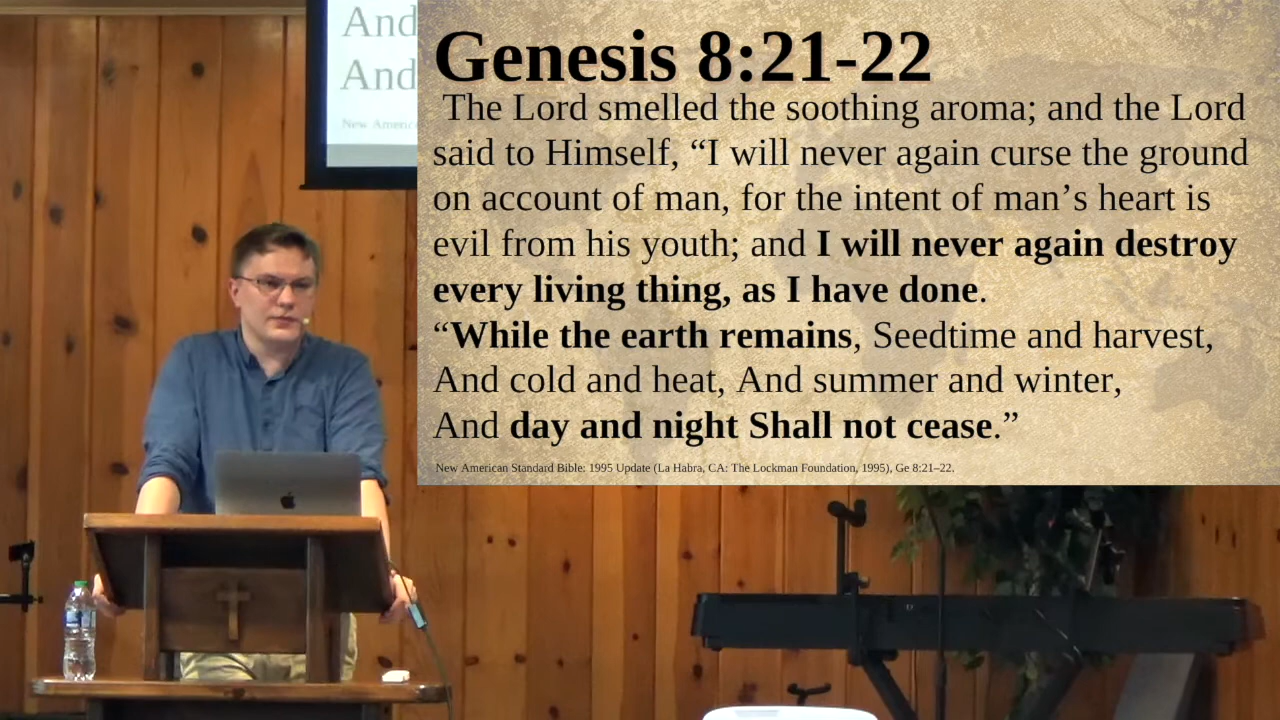 And
And
New Ameri
Genesis 8:21-22
The Lord smelled the soothing aroma; and the Lord
said to Himself, “I will never again curse the ground
on account of man, for the intent of man’s heart is
evil from his youth; and I will never again destroy
every living thing, as I have done.
“While the earth remains, Seedtime and harvest,
And cold and heat, And summer and winter,
And day and night Shall not cease.”
New American Standard Bible: 1995 Update (La Habra, CA: The Lockman Foundation, 1995), Ge 8:21–22.